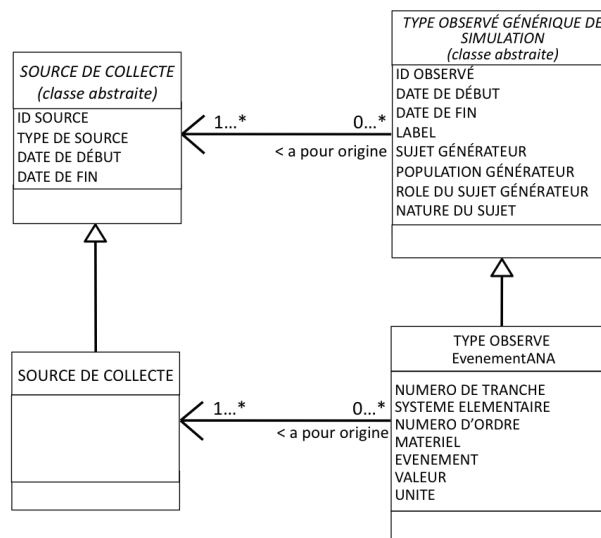 SOURCE DE COLLECTE
(classe abstraite)
ID SOURCE
TYPE DE SOURCE
DATE DE DÉBUT
DATE DE FIN
TYPE OBSERVÉ GÉNÉRIQUE DE
SIMULATION
(classe abstraite)
ID OBSERVÉ
DATE DE DÉBUT
DATE DE FIN
LABEL
SUJET GÉNÉRATEUR
POPULATION GÉNÉRATEUR
ROLE DU SUJET GÉNÉRATEUR
NATURE DU SUJET
1...* 0...*
< a pour origine
SOURCE DE COLLECTE
TYPE OBSERVE
EvenementANA
NUMERO DE TRANCHE
SYSTEME ELEMENTAIRE
NUMERO D'ORDRE
MATERIEL
EVENEMENT
VALEUR
UNITE
1...* 0...*
< a pour origine